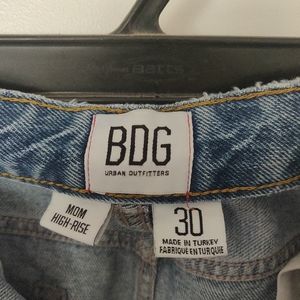 BDG
URBAN OUTFITTERS
MOM
HIGH-RISE
30
MADE IN TURKEY
FABRIQUE EN TURQUIE